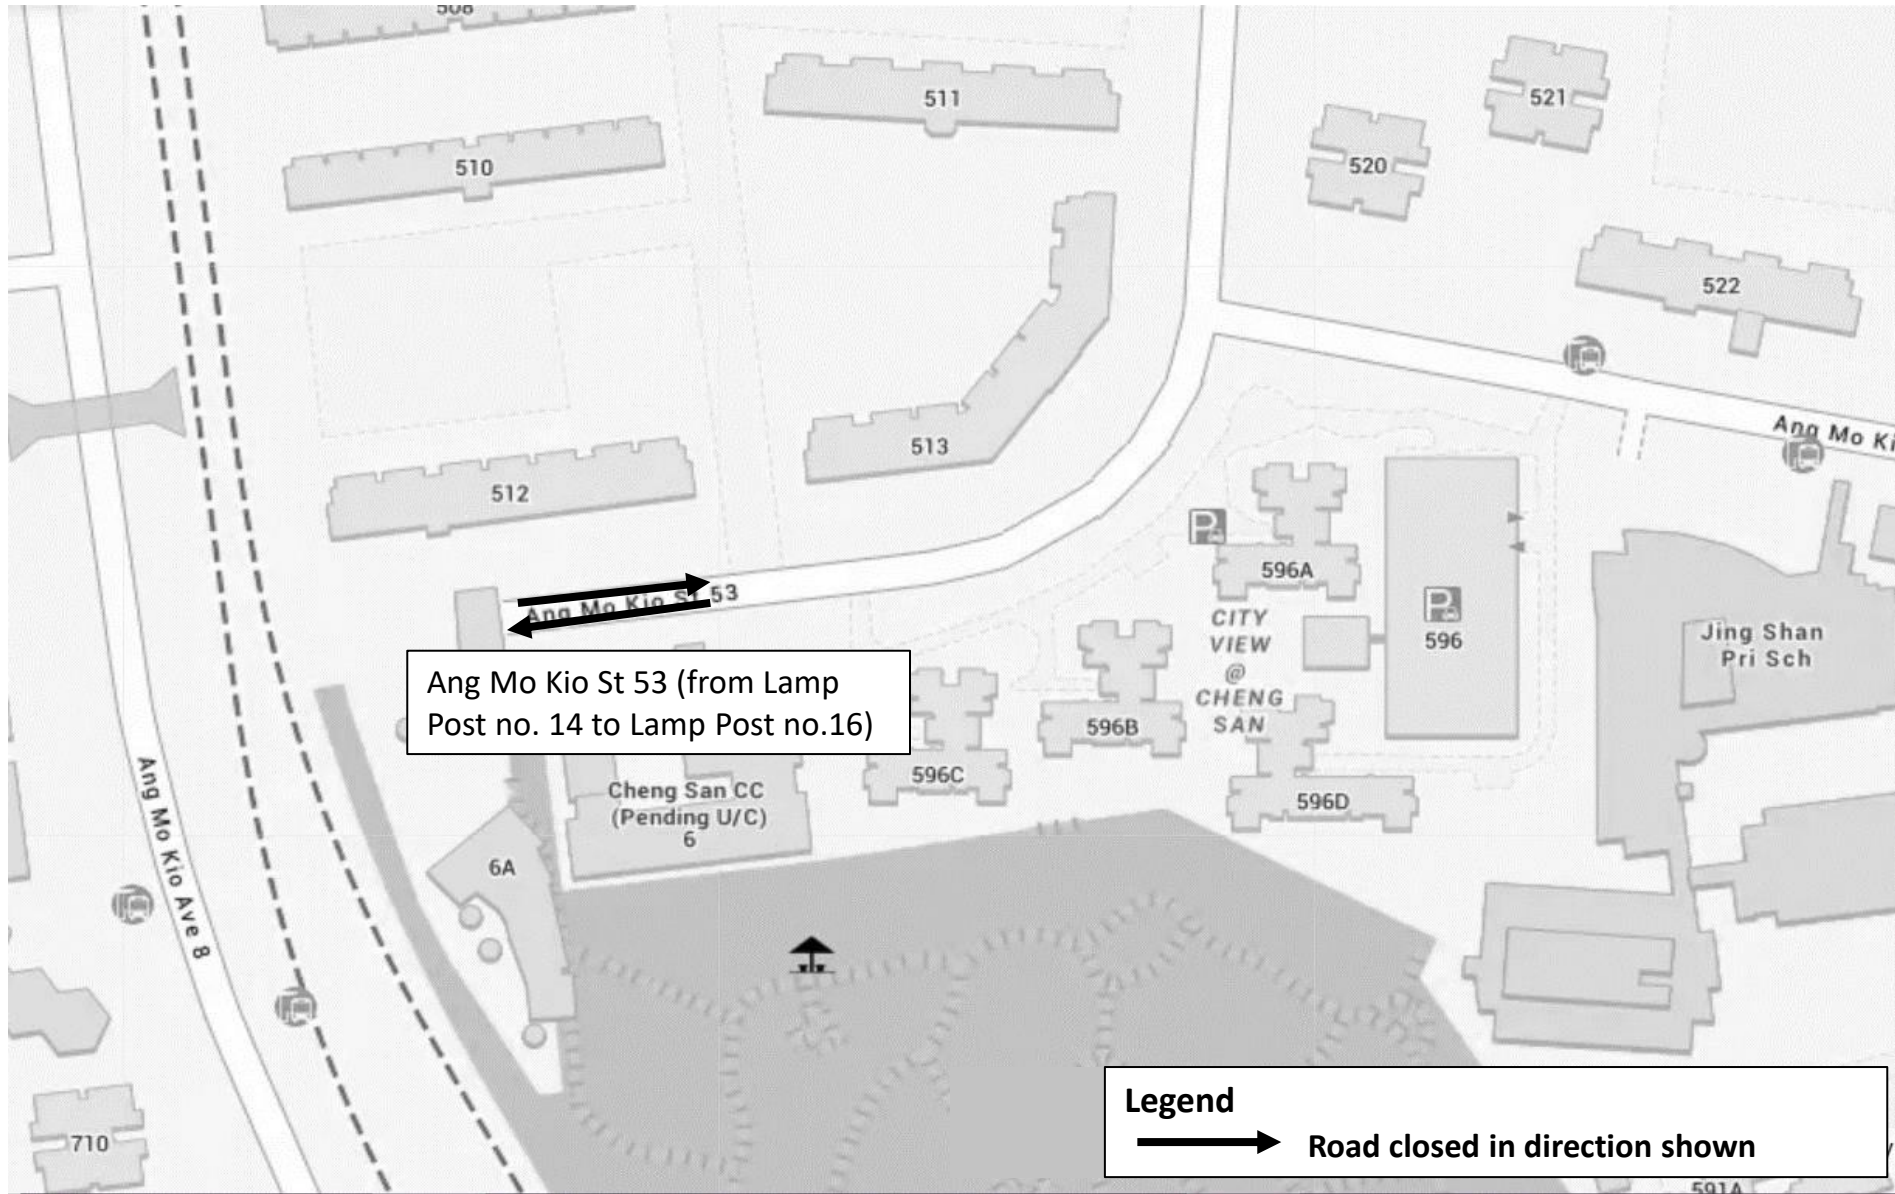 508
511
521
510
520
522
513
Ang Mo Ki
512
596A
Ang Mo Kio St 53
CITY
VIEW
@
CHENG
SAN
P
P
596
Jing Shan
Pri Sch
Ang Mo Kio St 53 (from Lamp
Post no. 14 to Lamp Post no.16)
596B
596C
596D
Cheng San CC
(Pending U/C)
6
6A
Ang Mo Kio Ave 8
710
Legend
Road closed in direction shown
591A